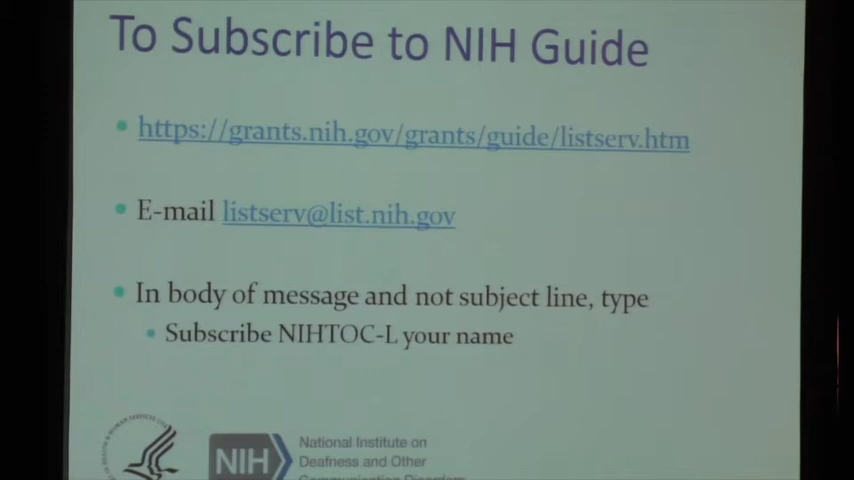 To Subscribe to NIH Guide
https://grants.nih.gov/grants/guide/listserv.htm
E-mail listserv@list.nih.gov
In body of message and not subject line, type
Subscribe NIHTOC-L your name
NIH
National Institute on
Deafness and Other
Communication Disorders